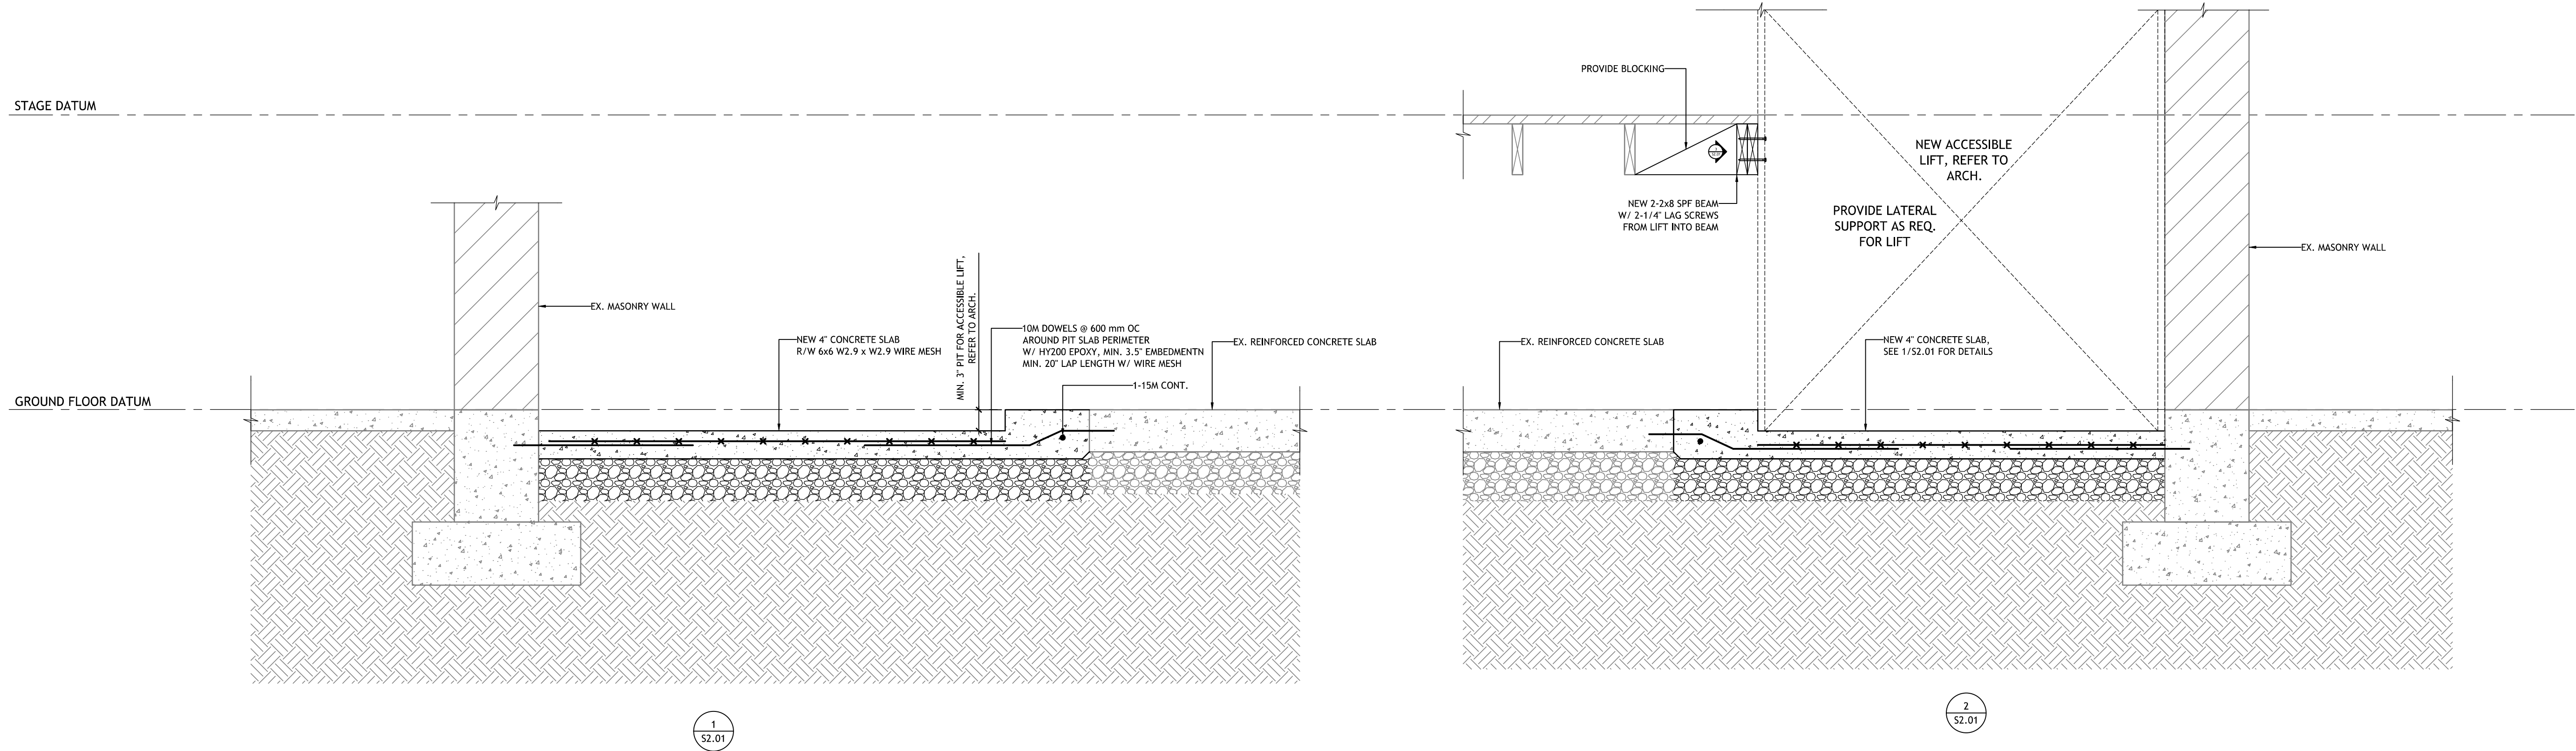 STAGE DATUM
PROVIDE BLOCKING
NEW ACCESSIBLE
LIFT, REFER TO
ARCH.
NEW 2-2x8 SPF BEAM
W/ 2-1/4" LAG SCREWS
FROM LIFT INTO BEAM
PROVIDE LATERAL
SUPPORT AS REQ.
FOR LIFT
EX. MASONRY WALL
EX. MASONRY WALL
MIN. 3" PIT FOR ACCESSIBLE LIFT,
REFER TO ARCH.
NEW 4" CONCRETE SLAB
R/W 6x6 W2.9 x W2.9 WIRE MESH
10M DOWELS @ 600 mm OC
AROUND PIT SLAB PERIMETER
W/ HY200 EPOXY, MIN. 3.5" EMBEDMENTN
MIN. 20" LAP LENGTH W/ WIRE MESH
1-15M CONT.
EX. REINFORCED CONCRETE SLAB
EX. REINFORCED CONCRETE SLAB
NEW 4" CONCRETE SLAB,
SEE 1/S2.01 FOR DETAILS
GROUND FLOOR DATUM
1
S2.01
2
S2.01